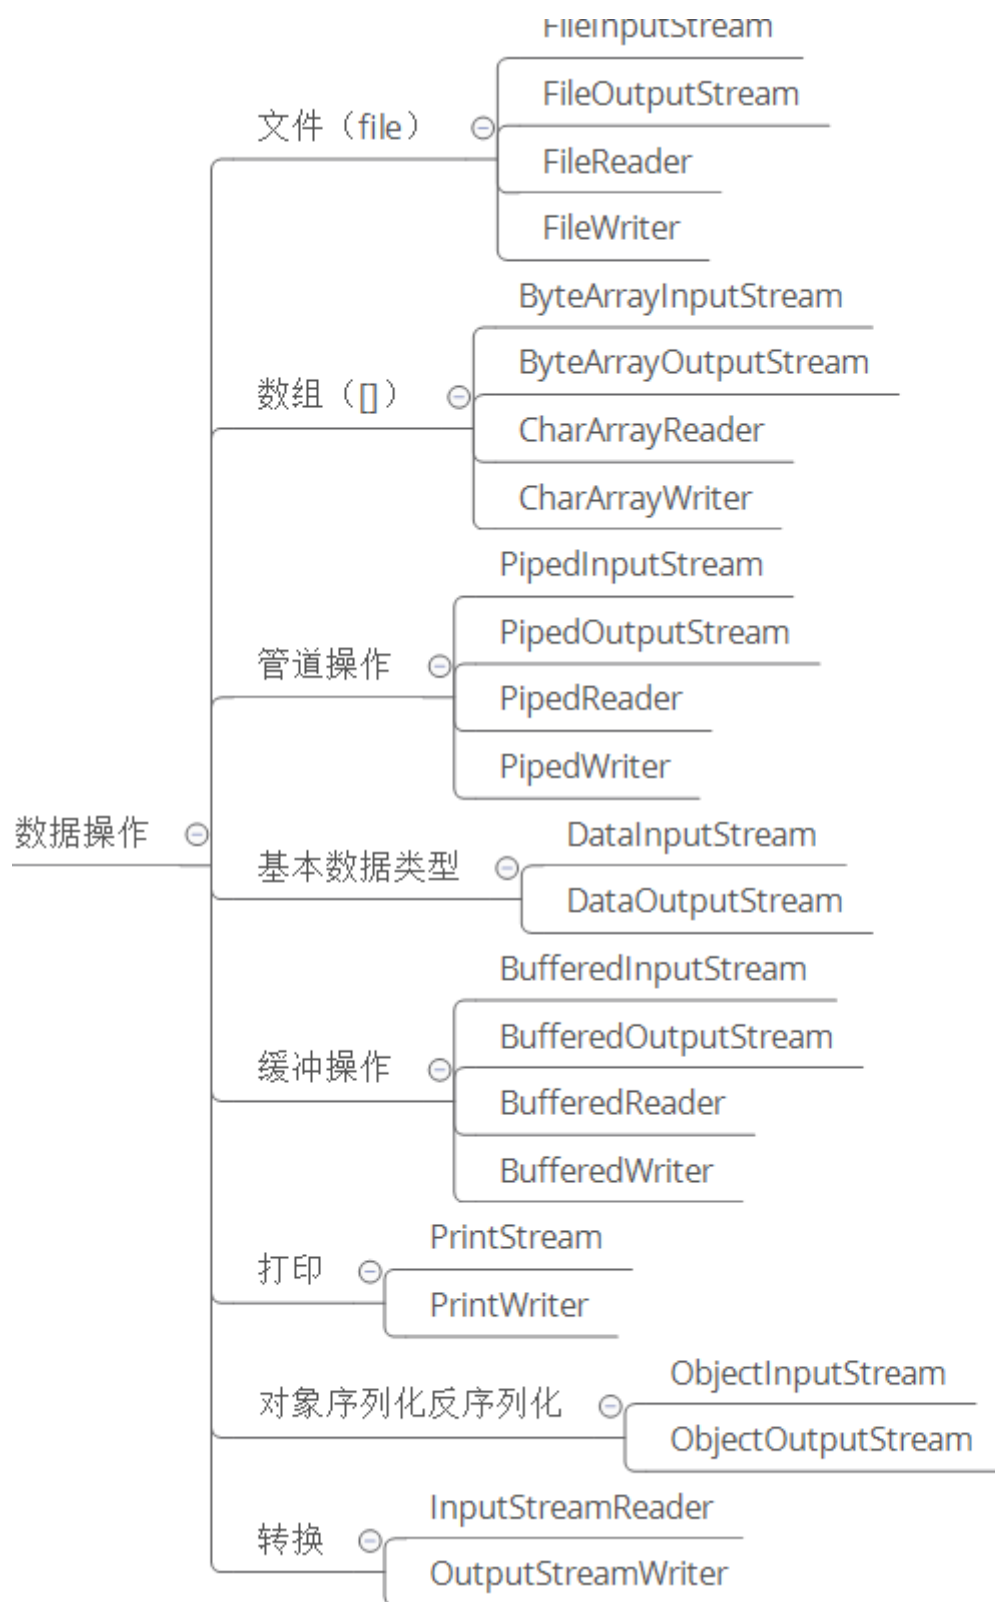 FileInputStream
FileOutputStream
文件（file）
FileReader
FileWriter
ByteArrayInputStream
ByteArrayOutputStream
数组（[]）
CharArrayReader
CharArrayWriter
PipedInputStream
PipedOutputStream
管道操作
PipedReader
PipedWriter
数据操作
DataInputStream
基本数据类型
DataOutputStream
BufferedInputStream
BufferedOutputStream
缓冲操作
BufferedReader
BufferedWriter
PrintStream
打印
PrintWriter
ObjectInputStream
对象序列化反序列化
ObjectOutputStream
InputStreamReader
转换
OutputStreamWriter